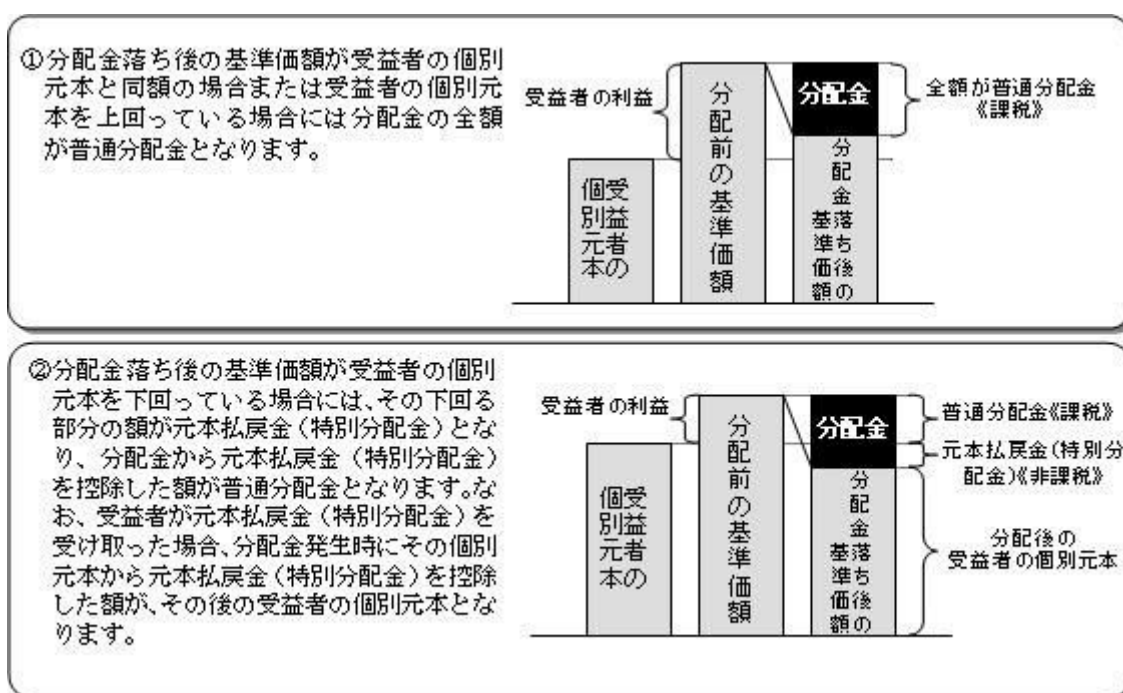 ①分配金落ち後の基準価額が受益者の個別
元本と同額の場合または受益者の個別元
本を上回っている場合には分配金の全額
が普通分配金となります。
受益者の利益
受益者の
個別元本
分配前の基準価額
分配金
分配金落ち後の
基準価額
全額が普通分配金
《課税》
②分配金落ち後の基準価額が受益者の個別
元本を下回っている場合には、その下回る
部分の額が元本払戻金（特別分配金）とな
り、分配金から元本払戻金（特別分配金）
を控除した額が普通分配金となります。な
お、受益者が元本払戻金（特別分配金）を
受け取った場合、分配金発生時にその個別
元本から元本払戻金（特別分配金）を控除
した額が、その後の受益者の個別元本とな
ります。
受益者の利益
受益者の
個別元本
分配前の基準価額
分配金
分配金落ち後の
基準価額
普通分配金《課税》
元本払戻金(特別分
配金)《非課税》
分配後の
受益者の個別元本